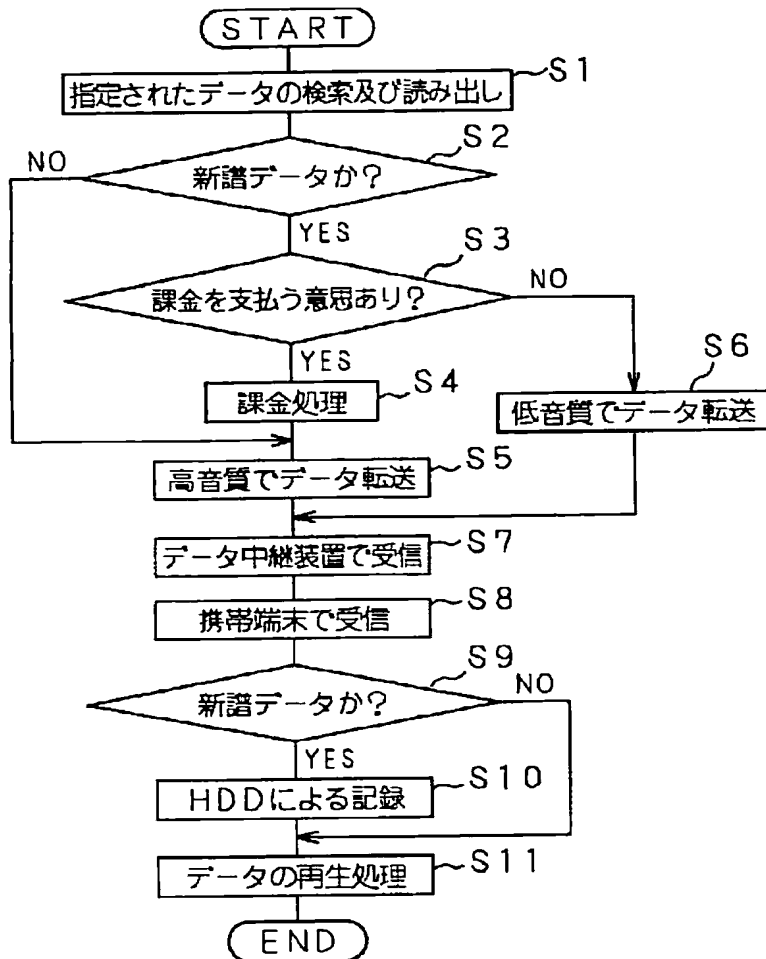 START
指定されたデータの検索及び読み出し
S1
新譜データか?
S2
NO
YES
課金を支払う意思あり?
S3
NO
YES
課金処理
S4
低音質でデータ転送
S6
高音質でデータ転送
S5
データ中継装置で受信
S7
携帯端末で受信
S8
新譜データか?
S9
NO
YES
HDDによる記録
S10
データの再生処理
S11
END